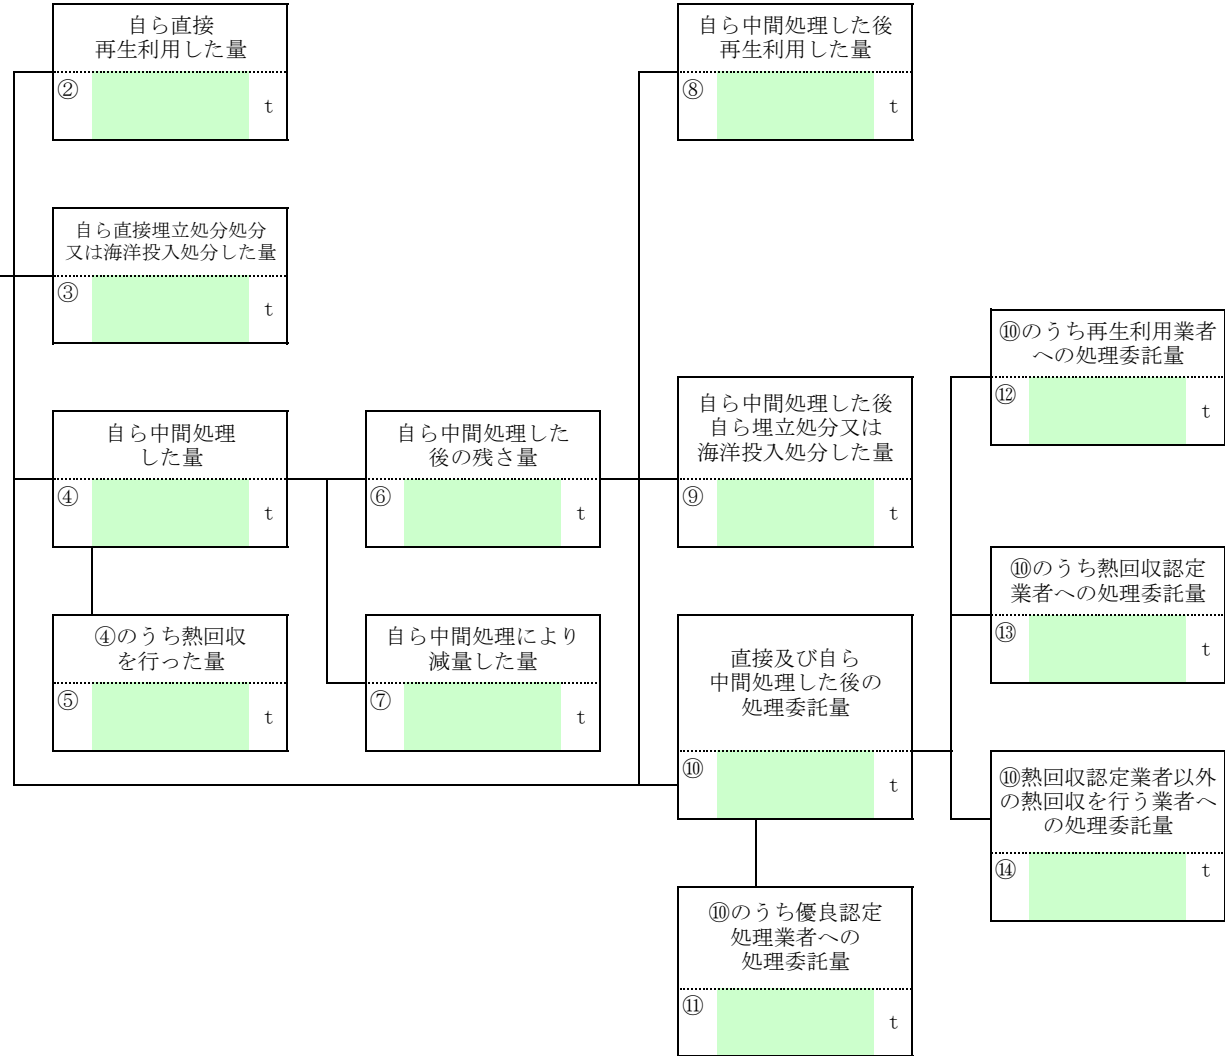 自ら直接
再生利用した量
②
t
自ら中間処理した後
再生利用した量
⑧
t
自ら直接埋立処分処分
又は海洋投入処分した量
③
t
⑩のうち再生利用業者
への処理委託量
⑫
t
自ら中間処理
した量
④
t
自ら中間処理した
後の残さ量
⑥
t
自ら中間処理した後
自ら埋立処分又は
海洋投入処分した量
⑨
t
⑩のうち熱回収認定
業者への処理委託量
⑬
t
④のうち熱回収
を行った量
⑤
t
自ら中間処理により
減量した量
⑦
t
直接及び自ら
中間処理した後の
処理委託量
⑩
t
⑩熱回収認定業者以外
の熱回収を行う業者へ
の処理委託量
⑭
t
⑩のうち優良認定
処理業者への
処理委託量
⑪
t